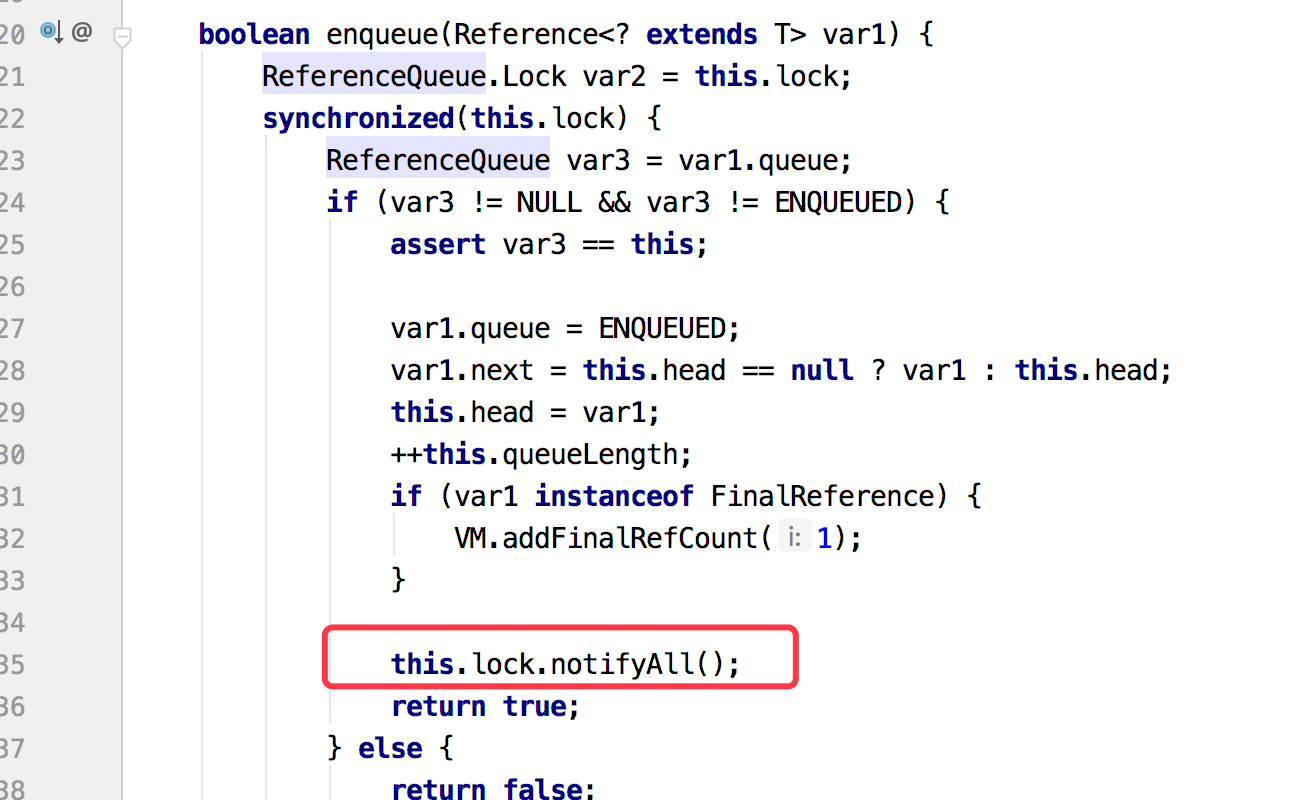 20 @ boolean enqueue(Reference<? extends T> var1) {
21 ReferenceQueue.Lock var2 = this.lock;
22 synchronized(this.lock) {
23 ReferenceQueue var3 = var1.queue;
24 if (var3 != NULL && var3 != ENQUEUED) {
25 assert var3 == this;
26
27 var1.queue = ENQUEUED;
28 var1.next = this.head == null ? var1 : this.head;
29 this.head = var1;
30 ++this.queueLength;
31 if (var1 instanceof FinalReference) {
32 VM.addFinalRefCount( i: 1);
33 }
34
35 this.lock.notifyAll();
36 return true;
37 } else {
38 return false;